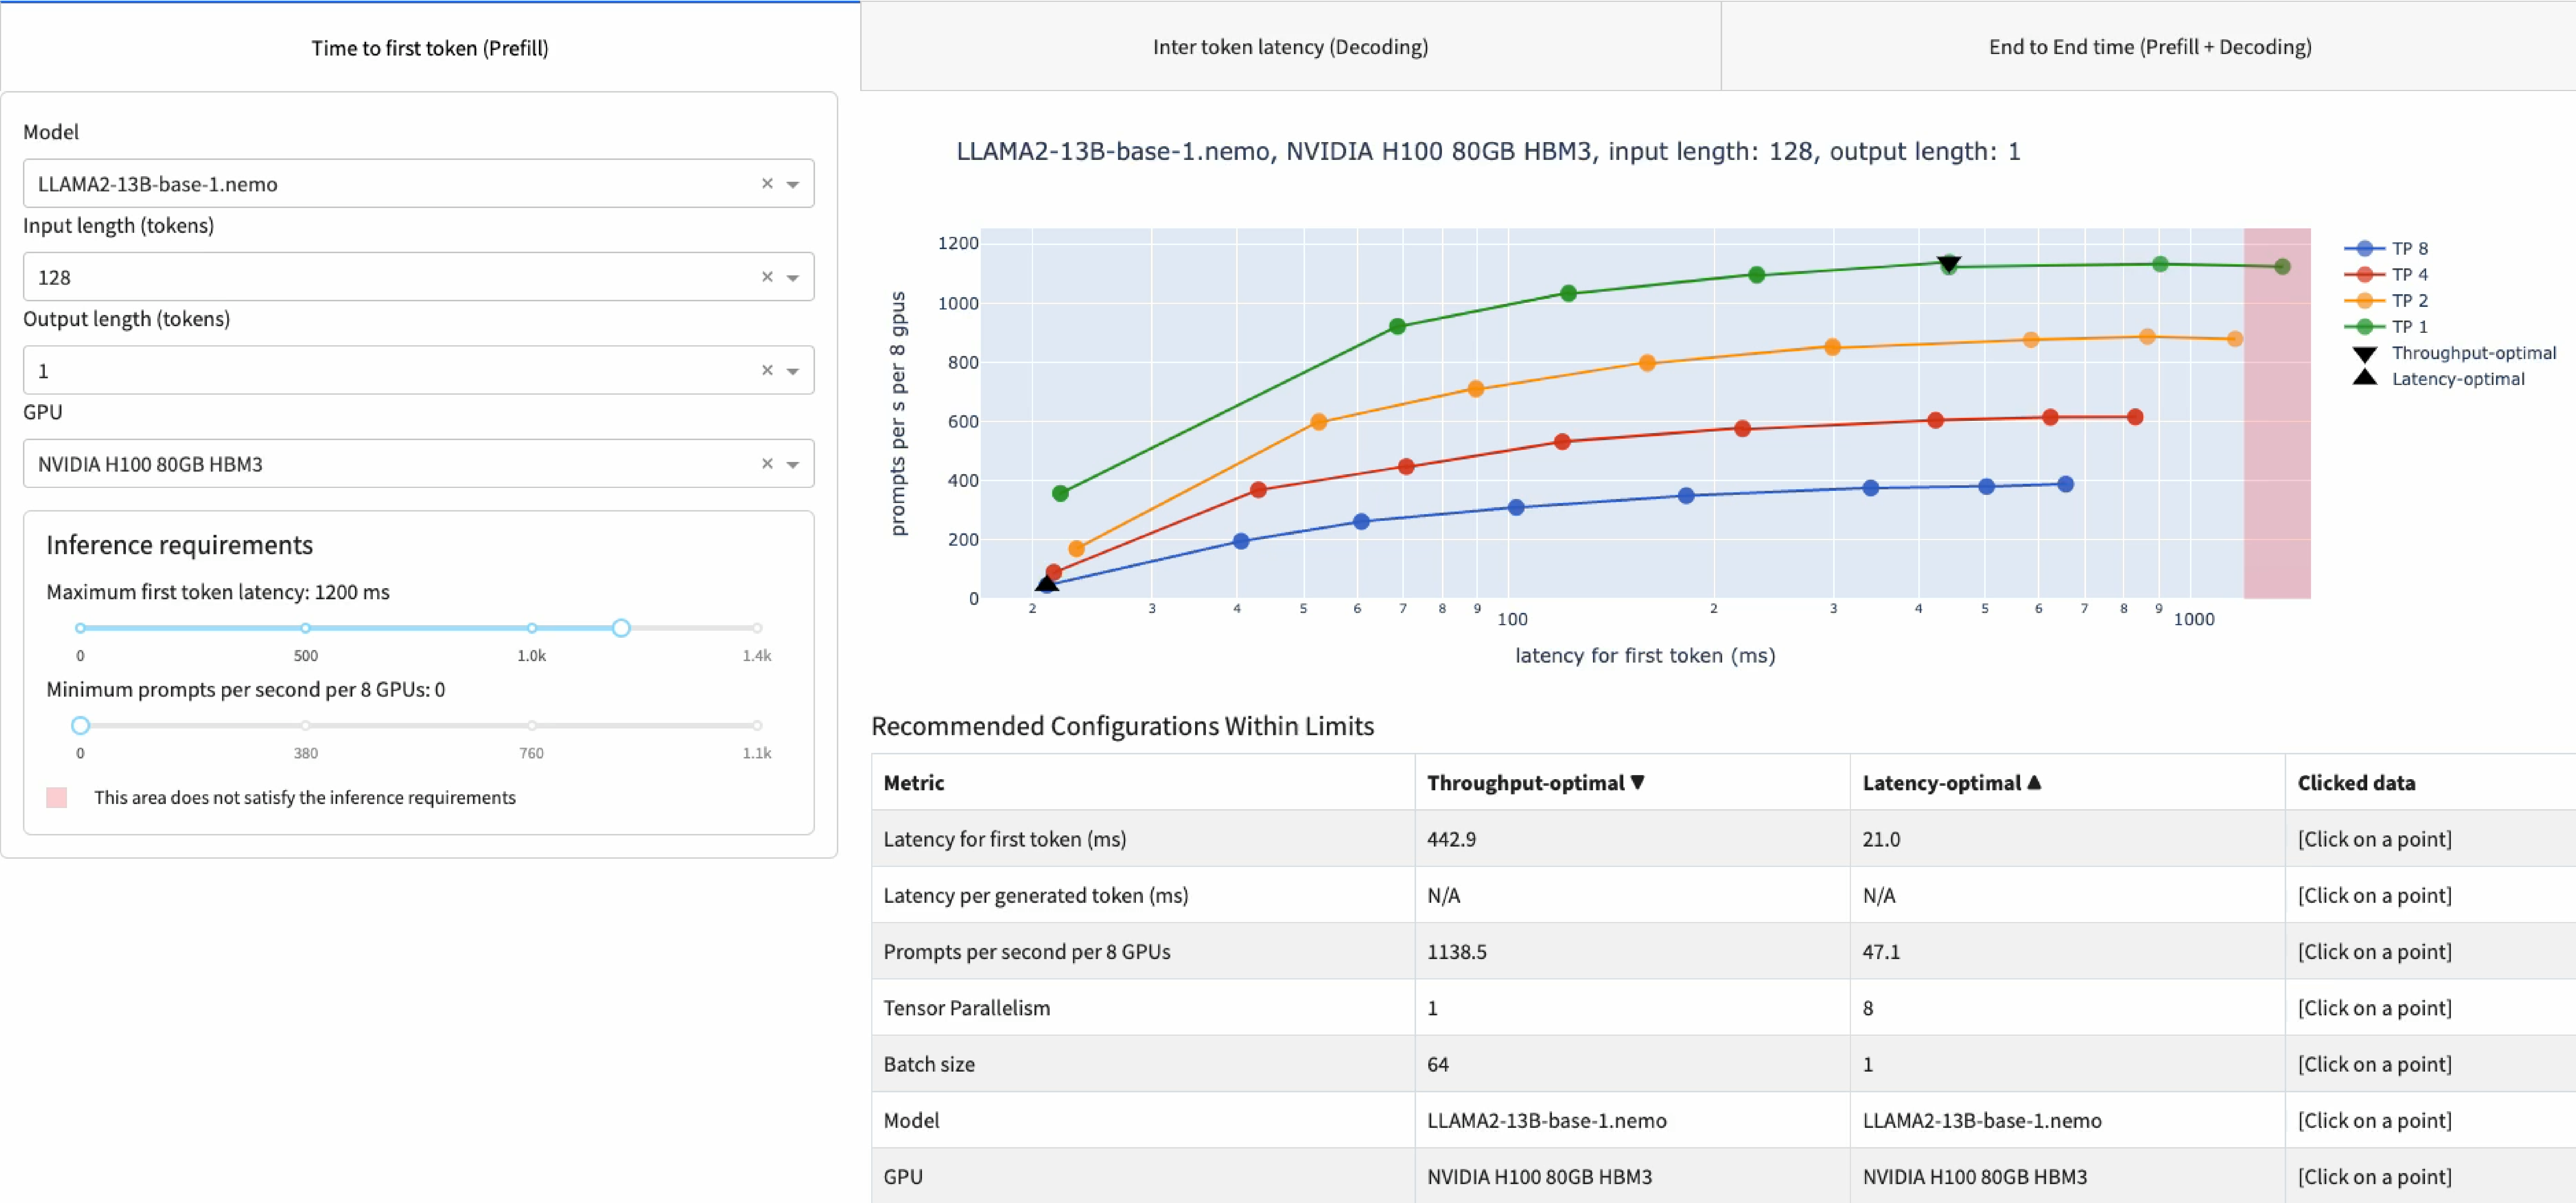 Time to first token (Prefill)
Inter token latency (Decoding)
End to End time (Prefill + Decoding)
Model
LLAMA2-13B-base-1.nemo
Input length (tokens)
128
Output length (tokens)
1
GPU
NVIDIA H100 80GB HBM3
Inference requirements
Maximum first token latency: 1200 ms
0 500 1.0k 1.4k
Minimum prompts per second per 8 GPUs: 0
0 380 760 1.1k
This area does not satisfy the inference requirements
LLAMA2-13B-base-1.nemo, NVIDIA H100 80GB HBM3, input length: 128, output length: 1
prompts per s per 8 gpus
1200
1000
800
600
400
200
0
2 3 4 5 6 7 8 9 100 2 3 4 5 6 7 8 9 1000
latency for first token (ms)
TP 8
TP 4
TP 2
TP 1
Throughput-optimal
Latency-optimal
Recommended Configurations Within Limits
Metric Throughput-optimal ▼ Latency-optimal ▲ Clicked data
Latency for first token (ms) 442.9 21.0 [Click on a point]
Latency per generated token (ms) N/A N/A [Click on a point]
Prompts per second per 8 GPUs 1138.5 47.1 [Click on a point]
Tensor Parallelism 1 8 [Click on a point]
Batch size 64 1 [Click on a point]
Model LLAMA2-13B-base-1.nemo LLAMA2-13B-base-1.nemo [Click on a point]
GPU NVIDIA H100 80GB HBM3 NVIDIA H100 80GB HBM3 [Click on a point]